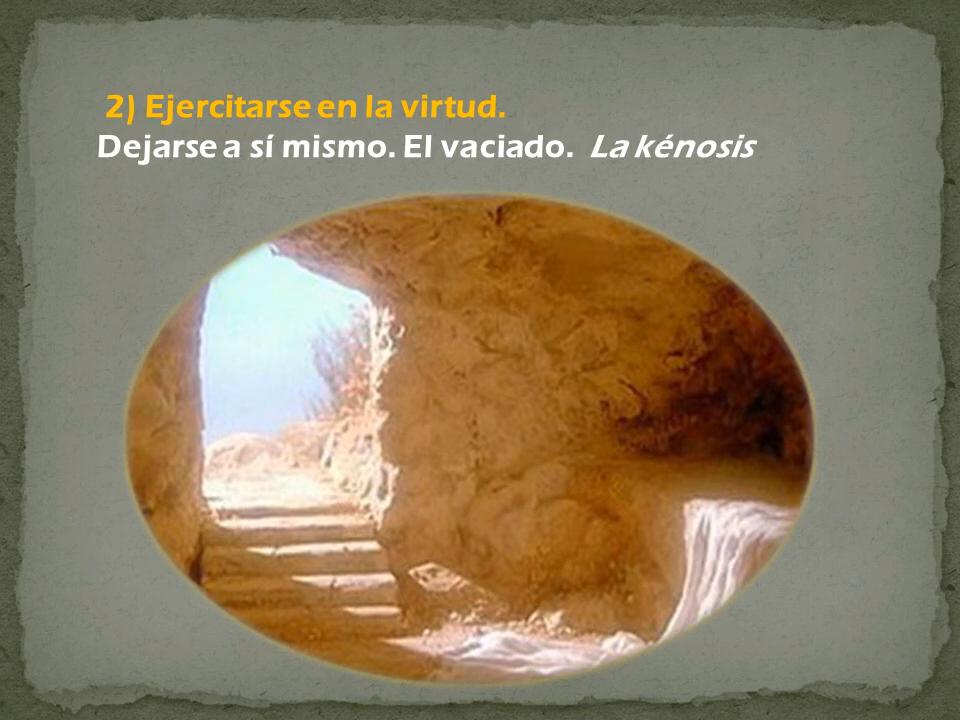 2) Ejercitarse en la virtud.
Dejarse a sí mismo. El vaciado. La kénosis